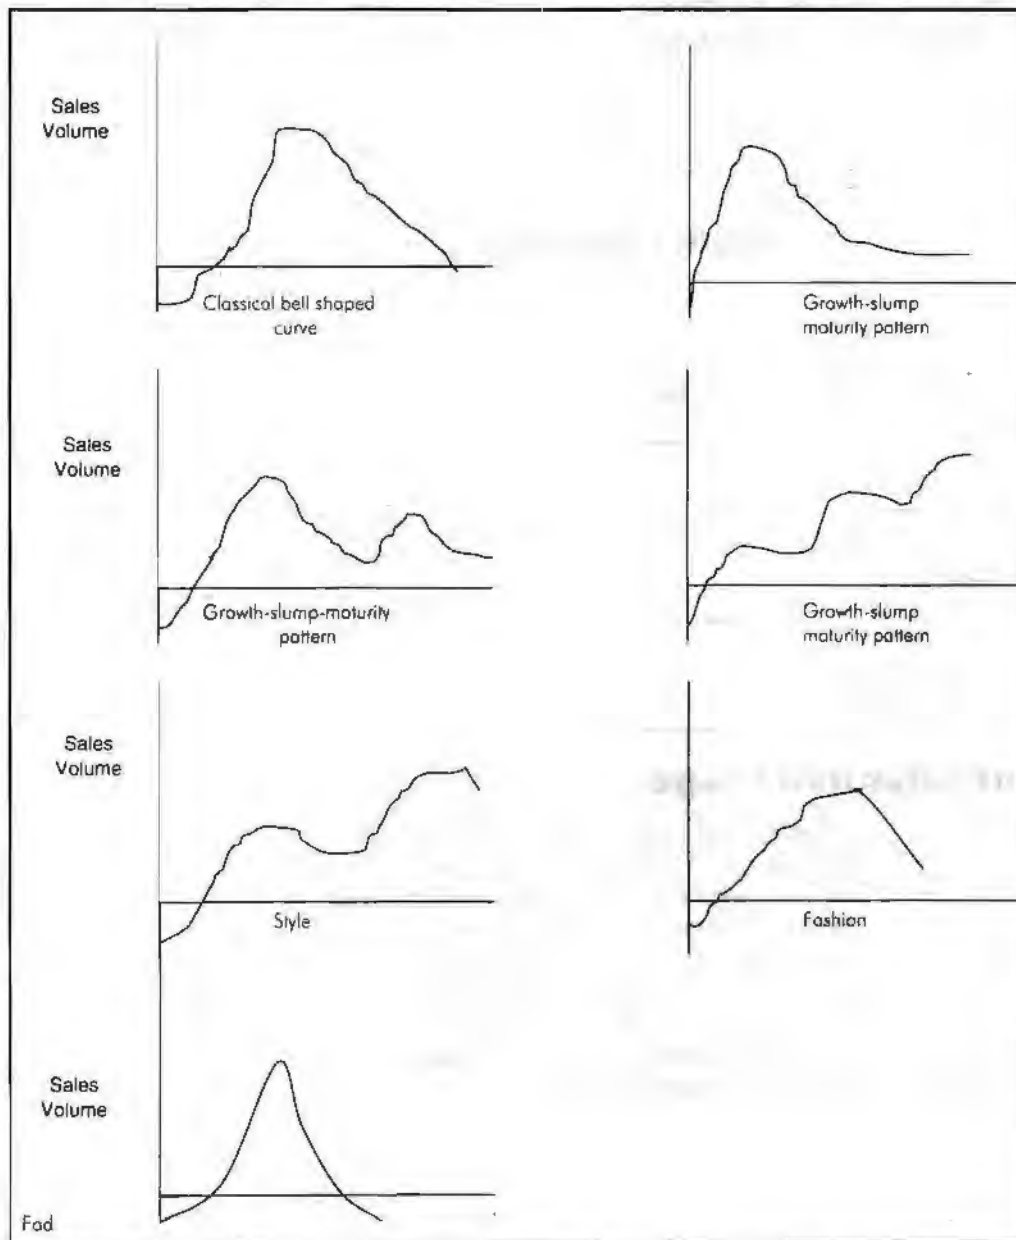 Sales
Volume
Classical bell shaped
curve
Growth-slump
maturity pattern
Sales
Volume
Growth-slump-maturity
pattern
Growth-slump
maturity pattern
Sales
Volume
Style
Fashion
Sales
Volume
Fad